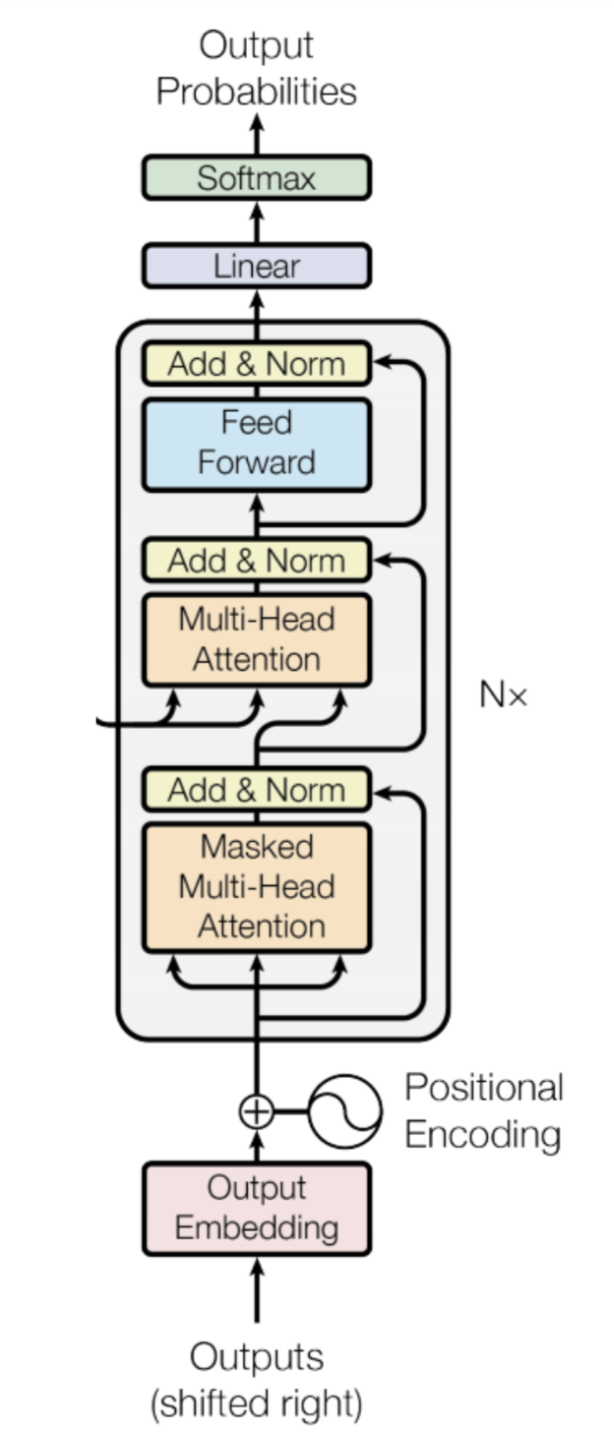 Output
Probabilities
Softmax
Linear
Add & Norm
Feed
Forward
Add & Norm
Multi-Head
Attention
N×
Add & Norm
Masked
Multi-Head
Attention
Positional
Encoding
Output
Embedding
Outputs
(shifted right)